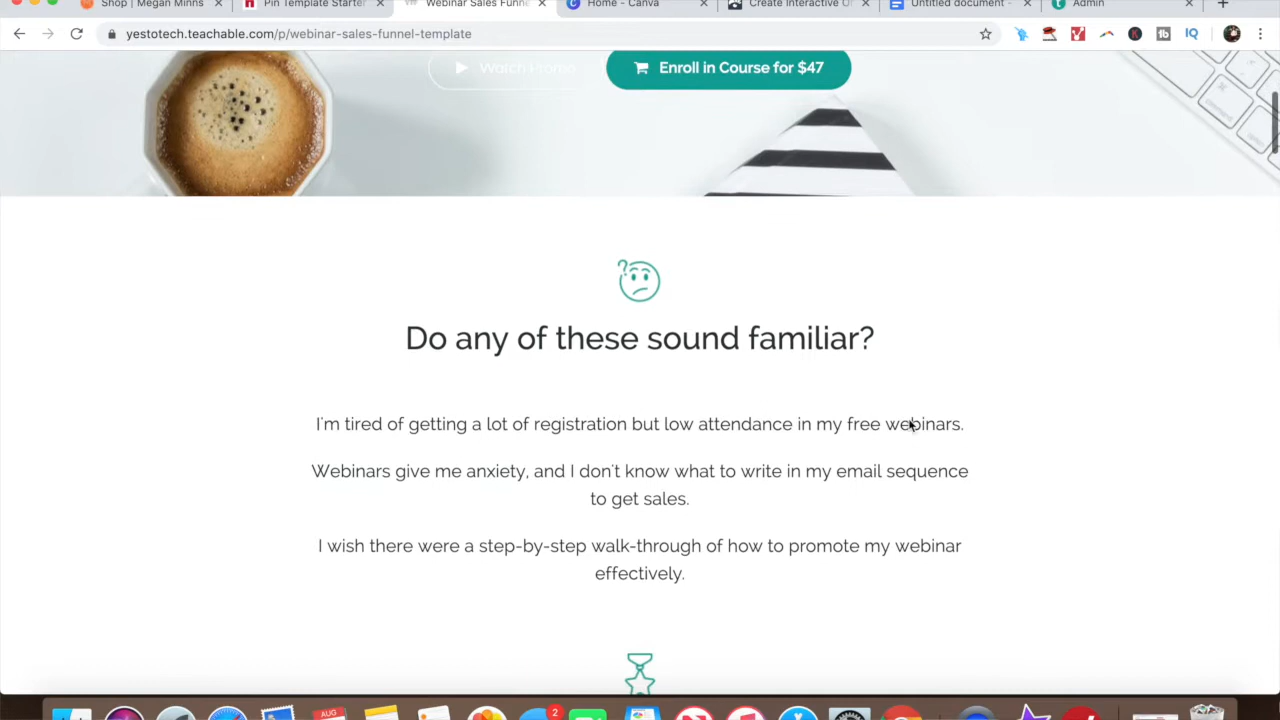 Shop | Megan Minns
Pin Template Starter
Webinar Sales Funne
Home - Canva
Create Interactive O
Untitled document -
Admin
yestotech.teachable.com/p/webinar-sales-funnel-template
Watch Promo
Enroll in Course for $47
Do any of these sound familiar?
I'm tired of getting a lot of registration but low attendance in my free webinars.
Webinars give me anxiety, and I don't know what to write in my email sequence
to get sales.
I wish there were a step-by-step walk-through of how to promote my webinar
effectively.
AUG
2